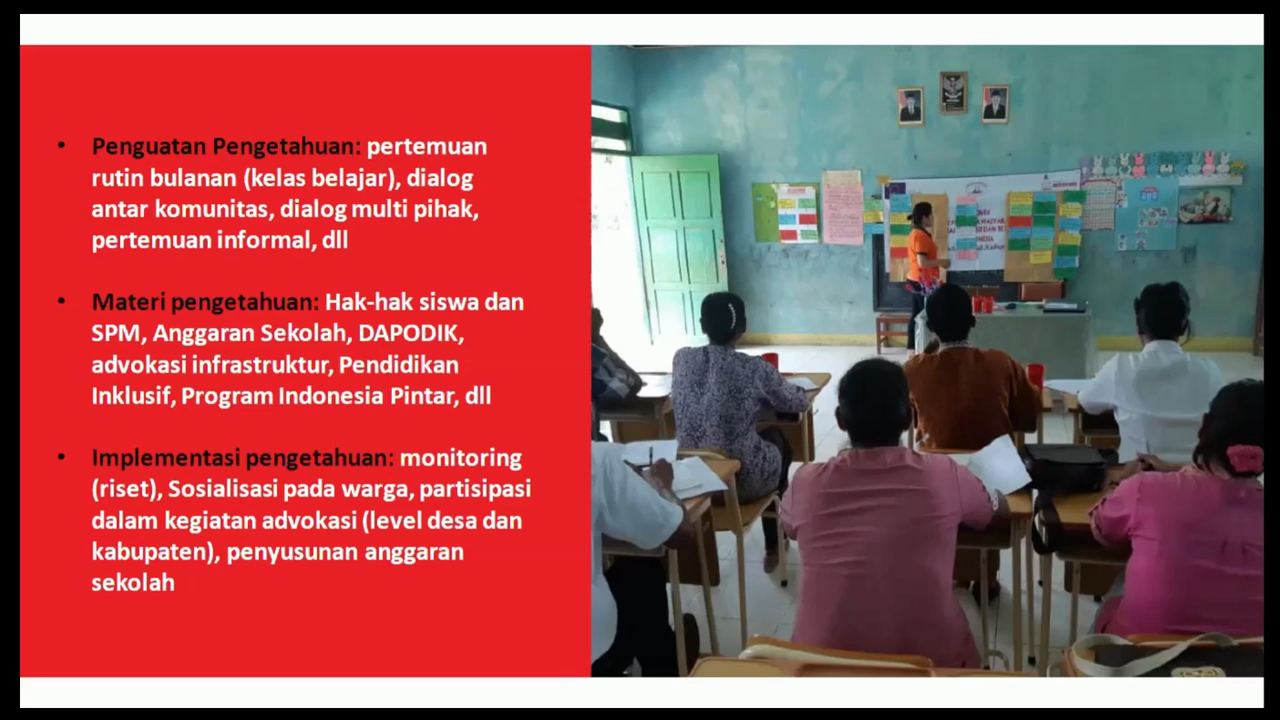 • Penguatan Pengetahuan: pertemuan
rutin bulanan (kelas belajar), dialog
antar komunitas, dialog multi pihak,
pertemuan informal, dll
• Materi pengetahuan: Hak-hak siswa dan
SPM, Anggaran Sekolah, DAPODIK,
advokasi infrastruktur, Pendidikan
Inklusif, Program Indonesia Pintar, dll
• Implementasi pengetahuan: monitoring
(riset), Sosialisasi pada warga, partisipasi
dalam kegiatan advokasi (level desa dan
kabupaten), penyusunan anggaran
sekolah